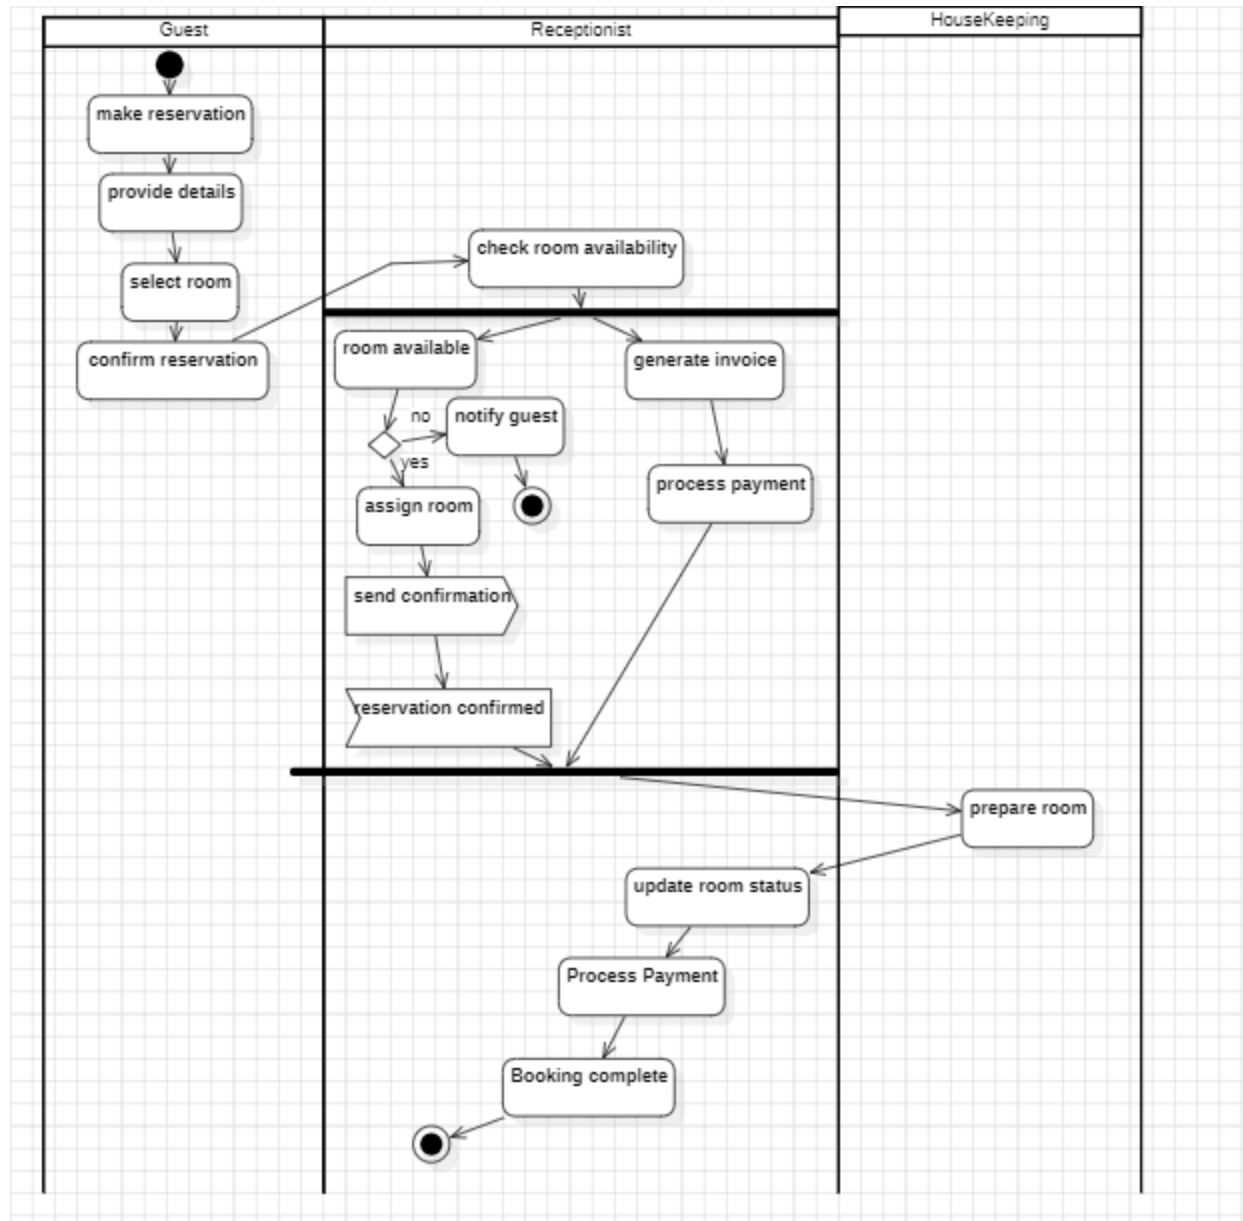 Guest
Receptionist
HouseKeeping
make reservation
provide details
select room
confirm reservation
check room availability
room available
generate invoice
no
notify guest
yes
assign room
process payment
send confirmation
reservation confirmed
prepare room
update room status
Process Payment
Booking complete